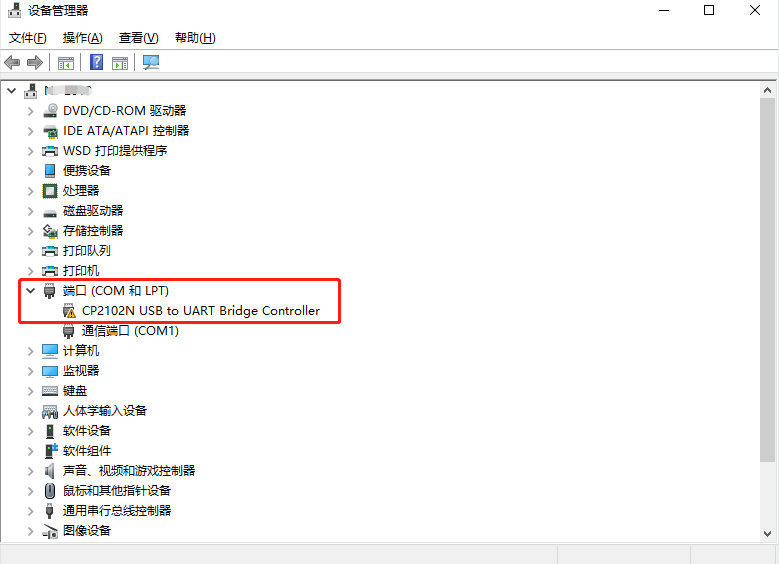 设备管理器
文件(F) 操作(A) 查看(V) 帮助(H)
DVD/CD-ROM 驱动器
IDE ATA/ATAPI 控制器
WSD 打印提供程序
便携设备
处理器
磁盘驱动器
存储控制器
打印队列
打印机
端口 (COM 和 LPT)
CP2102N USB to UART Bridge Controller
通信端口 (COM1)
计算机
监视器
键盘
人体学输入设备
软件设备
软件组件
声音、视频和游戏控制器
鼠标和其他指针设备
通用串行总线控制器
图像设备